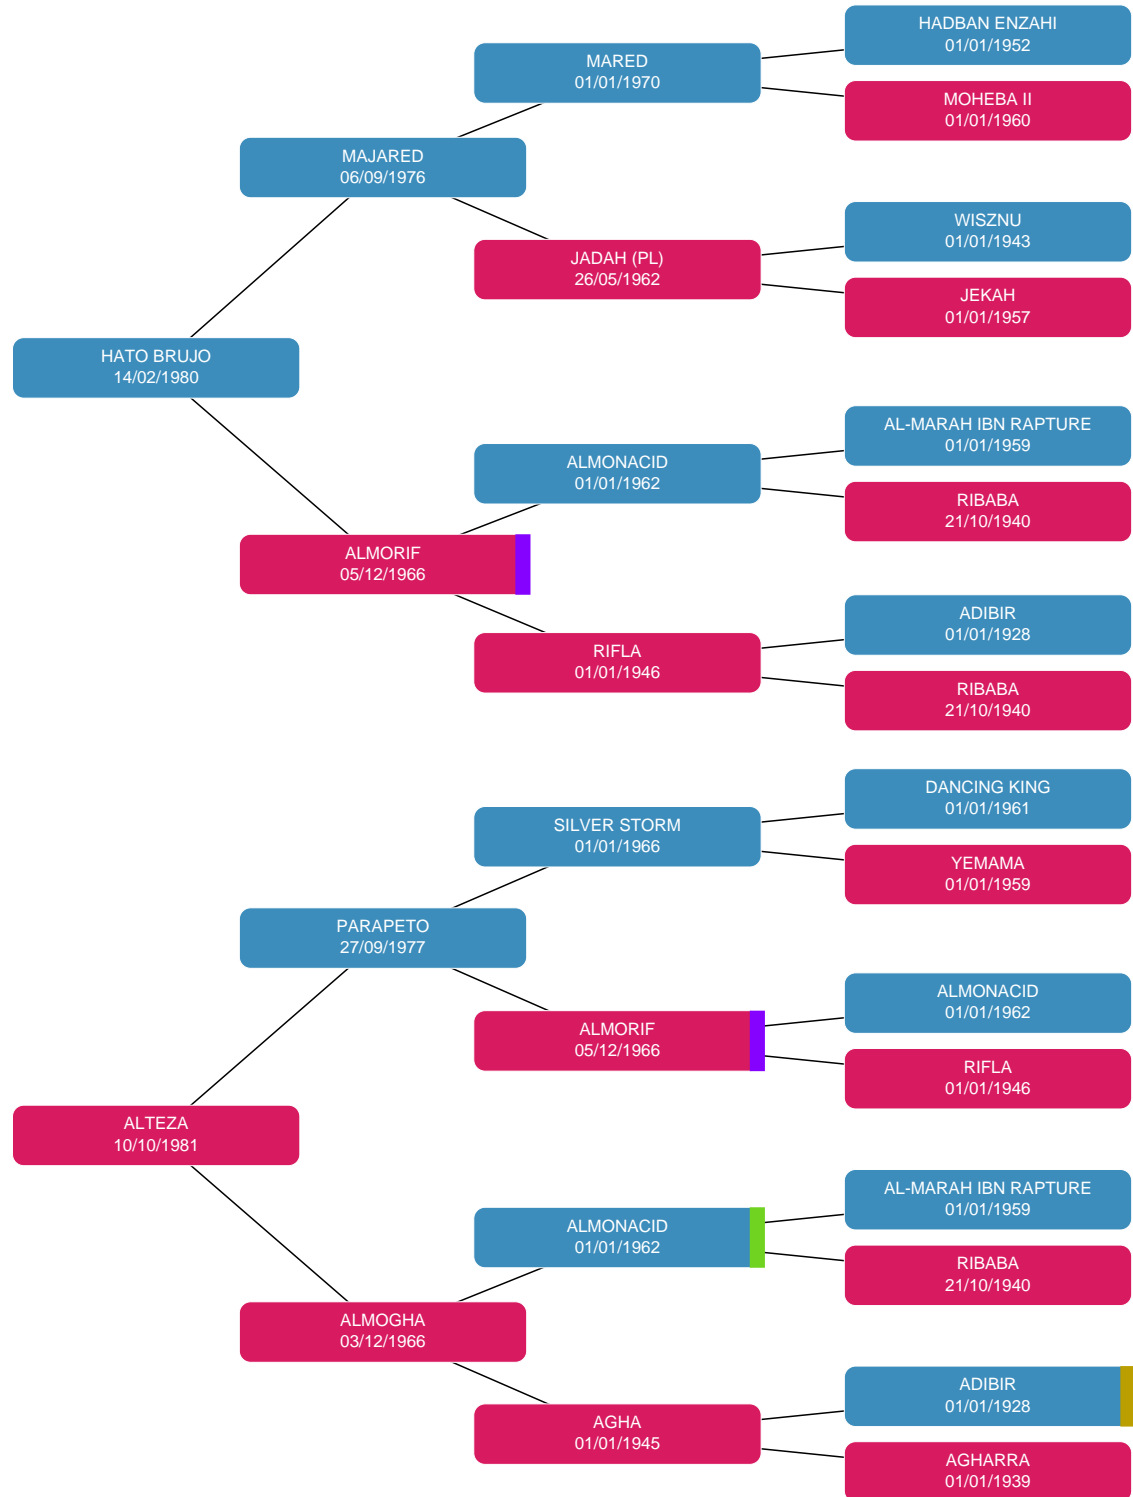 HADBAN ENZAHI
01/01/1952
MARED
01/01/1970
MOHEBA II
01/01/1960
MAJARED
06/09/1976
WISZNU
01/01/1943
JADAH (PL)
26/05/1962
JEKAH
01/01/1957
HATO BRUJO
14/02/1980
AL-MARAH IBN RAPTURE
01/01/1959
ALMONACID
01/01/1962
RIBABA
21/10/1940
ALMORIF
05/12/1966
ADIBIR
01/01/1928
RIFLA
01/01/1946
RIBABA
21/10/1940
DANCING KING
01/01/1961
SILVER STORM
01/01/1966
YEMAMA
01/01/1959
PARAPETO
27/09/1977
ALMONACID
01/01/1962
ALMORIF
05/12/1966
RIFLA
01/01/1946
ALTEZA
10/10/1981
AL-MARAH IBN RAPTURE
01/01/1959
ALMONACID
01/01/1962
RIBABA
21/10/1940
ALMOGHA
03/12/1966
ADIBIR
01/01/1928
AGHA
01/01/1945
AGHARRA
01/01/1939